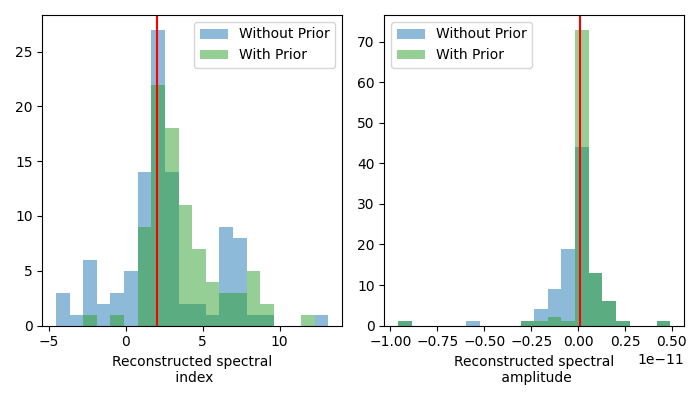 Without Prior
With Prior
25
20
15
10
5
0
−5
0
5
10
Reconstructed spectral
index
Without Prior
With Prior
70
60
50
40
30
20
10
0
−1.00
−0.75
−0.50
−0.25
0.00
0.25
0.50
1e−11
Reconstructed spectral
amplitude